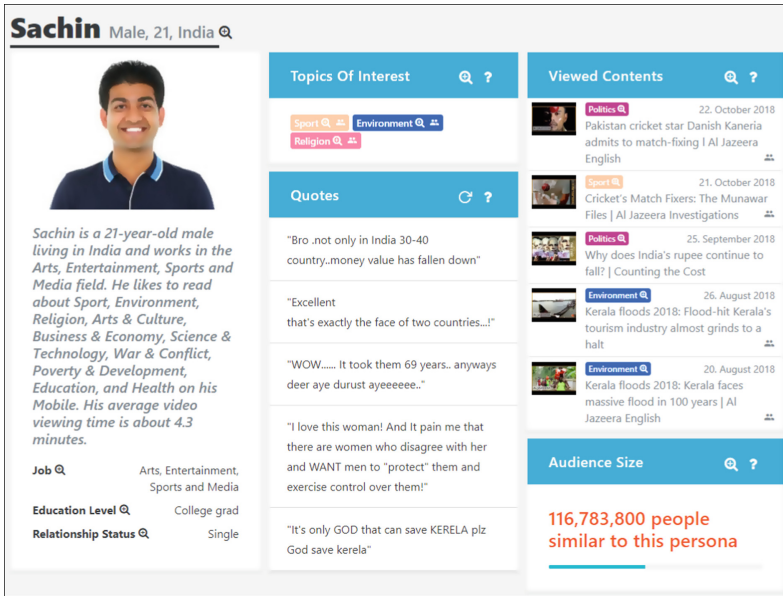 Sachin Male, 21, India
Sachin is a 21-year-old male
living in India and works in the
Arts, Entertainment, Sports and
Media field. He likes to read
about Sport, Environment,
Religion, Arts & Culture,
Business & Economy, Science &
Technology, War & Conflict,
Poverty & Development,
Education, and Health on his
Mobile. His average video
viewing time is about 4.3
minutes.
Job Arts, Entertainment,
Sports and Media
Education Level College grad
Relationship Status Single
Topics Of Interest ?
Sport Environment
Religion
Quotes ?
"Bro .not only in India 30-40
country..money value has fallen down"
"Excellent
that's exactly the face of two countries...!"
"WOW...... It took them 69 years.. anyways
deer aye durust ayeeeeee.."
"I love this woman! And It pain me that
there are women who disagree with her
and WANT men to "protect" them and
exercise control over them!"
"It's only GOD that can save KERELA plz
God save kerela"
Viewed Contents ?
Politics 22. October 2018
Pakistan cricket star Danish Kaneria
admits to match-fixing l Al Jazeera
English
Sport 21. October 2018
Cricket's Match Fixers: The Munawar
Files | Al Jazeera Investigations
Politics 25. September 2018
Why does India's rupee continue to
fall? | Counting the Cost
Environment 26. August 2018
Kerala floods 2018: Flood-hit Kerala's
tourism industry almost grinds to a
halt
Environment 20. August 2018
Kerala floods 2018: Kerala faces
massive flood in 100 years | Al
Jazeera English
Audience Size ?
116,783,800 people
similar to this persona